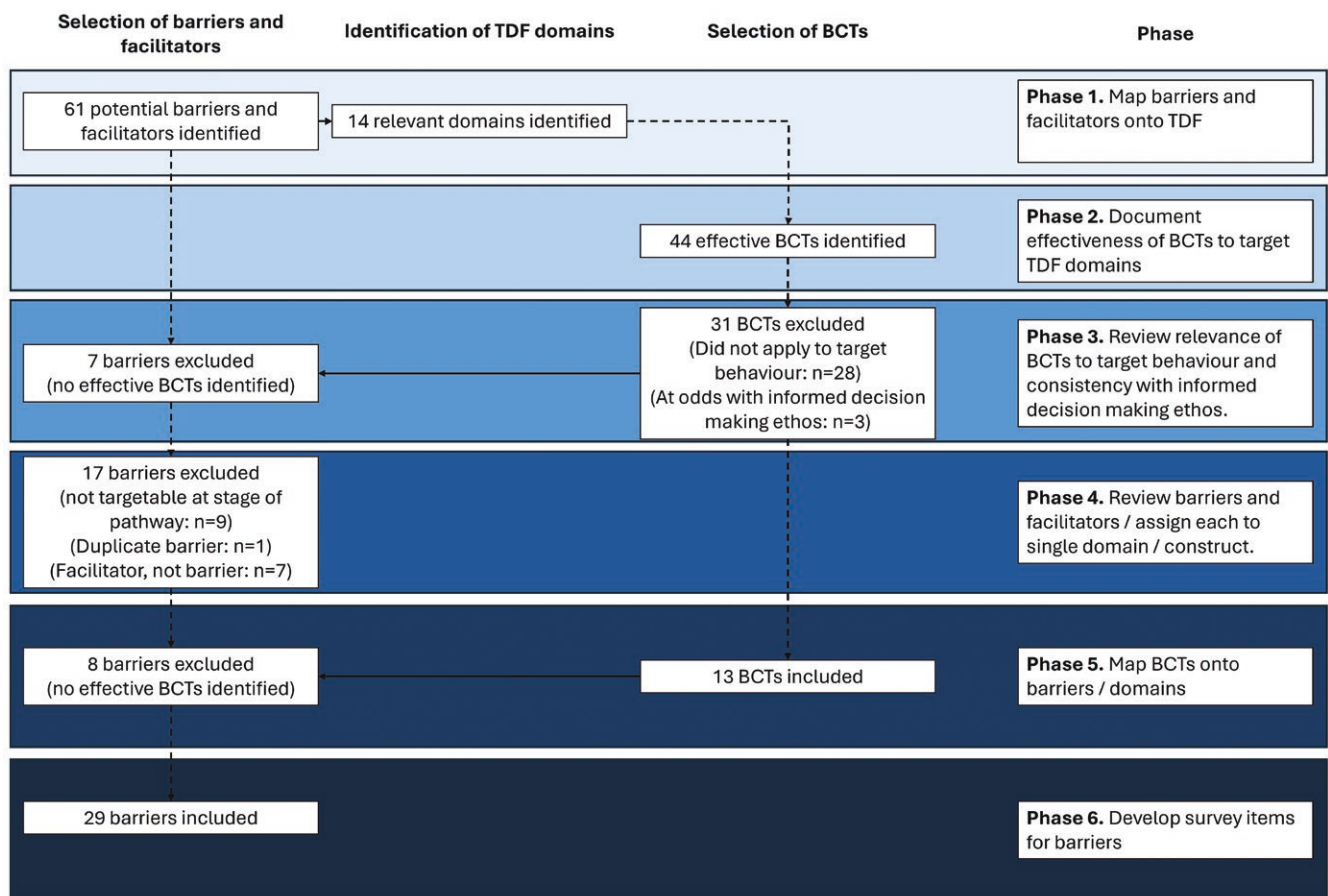 Selection of barriers and
facilitators
Identification of TDF domains
Selection of BCTs
Phase
61 potential barriers and
facilitators identified
14 relevant domains identified
Phase 1. Map barriers and
facilitators onto TDF
44 effective BCTs identified
Phase 2. Document
effectiveness of BCTs to target
TDF domains
7 barriers excluded
(no effective BCTs identified)
31 BCTs excluded
(Did not apply to target
behaviour: n=28)
(At odds with informed decision
making ethos: n=3)
Phase 3. Review relevance of
BCTs to target behaviour and
consistency with informed
decision making ethos.
17 barriers excluded
(not targetable at stage of
pathway: n=9)
(Duplicate barrier: n=1)
(Facilitator, not barrier: n=7)
Phase 4. Review barriers and
facilitators / assign each to
single domain / construct.
8 barriers excluded
(no effective BCTs identified)
13 BCTs included
Phase 5. Map BCTs onto
barriers / domains
29 barriers included
Phase 6. Develop survey items
for barriers